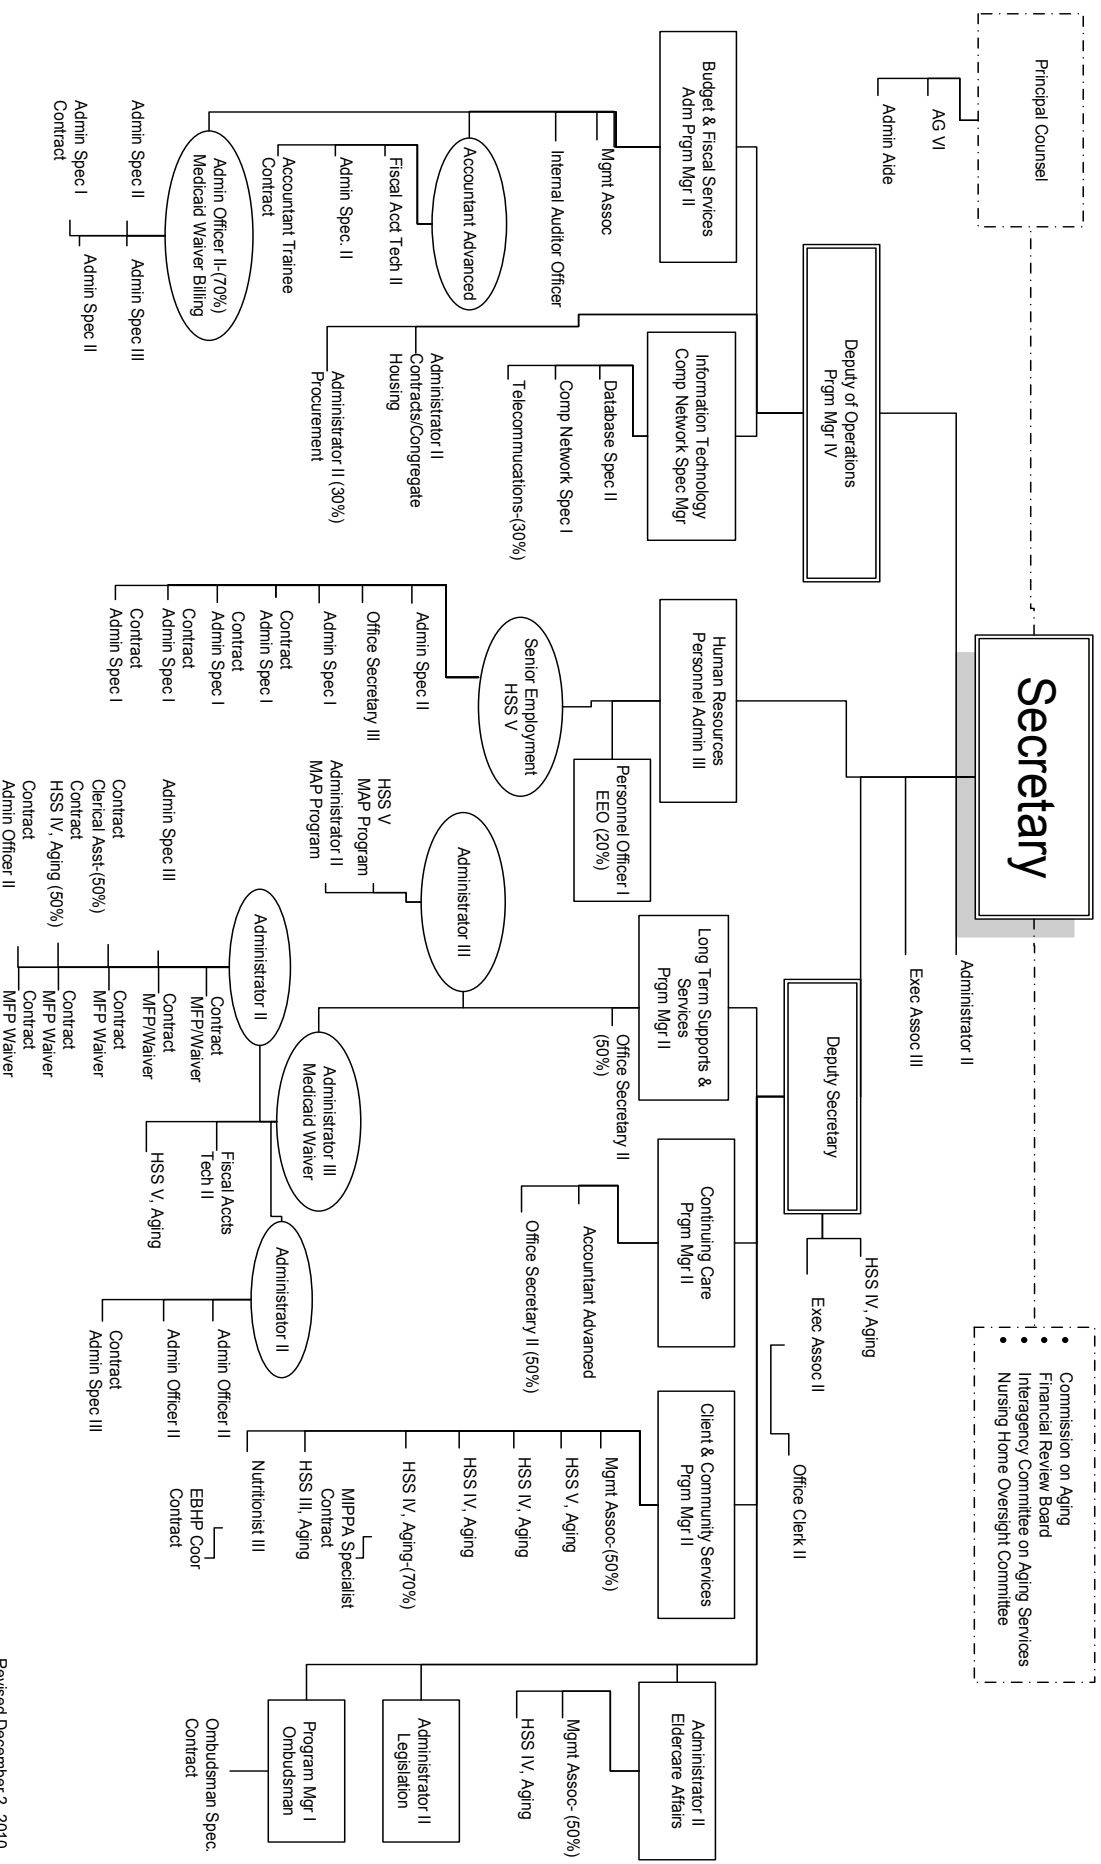 Principal Counsel
AG VI
Admin Aide
Secretary
Commission on Aging
Financial Review Board
Interagency Committee on Aging Services
Nursing Home Oversight Committee
Administrator II
Exec Assoc III
Deputy of Operations
Prgm Mgr IV
Deputy Secretary
HSS IV, Aging
Exec Assoc II
Office Clerk II
Budget & Fiscal Services
Adm Prgm Mgr II
Mgmt Assoc
Internal Auditor Officer
Accountant Advanced
Fiscal Acct Tech II
Admin Spec. II
Accountant Trainee
Contract
Admin Officer II-(70%)
Medicaid Waiver Billing
Admin Spec II
Admin Spec III
Admin Spec I
Contract
Admin Spec II
Information Technology
Comp Network Spec Mgr
Database Spec II
Comp Network Spec I
Telecommucations-(30%)
Administrator II
Contracts/Congregate
Housing
Administrator II (30%)
Procurement
Human Resources
Personnel Admin III
Personnel Officer I
EEO (20%)
Senior Employment
HSS V
Admin Spec II
Office Secretary III
Admin Spec I
Contract
Admin Spec I
Contract
Admin Spec I
Contract
Admin Spec I
Contract
Admin Spec I
Long Term Supports &
Services
Prgm Mgr II
Office Secretary II
(50%)
Administrator III
HSS V
MAP Program
Administrator II
MAP Program
Administrator III
Medicaid Waiver
Administrator II
Contract
MFP/Waiver
Admin Spec III
Contract
MFP/Waiver
Contract
Clerical Asst-(50%)
Contract
MFP Waiver
Contract
HSS IV, Aging (50%)
Contract
MFP Waiver
Contract
Admin Officer II
Contract
MFP Waiver
Fiscal Accts
Tech II
HSS V, Aging
Administrator II
Admin Officer II
Admin Officer II
Contract
Admin Spec III
Continuing Care
Prgm Mgr II
Accountant Advanced
Office Secretary II (50%)
Client & Community Services
Prgm Mgr II
Mgmt Assoc-(50%)
HSS V, Aging
HSS IV, Aging
HSS IV, Aging
HSS IV, Aging-(70%)
MIPPA Specialist
Contract
HSS III, Aging
Nutritionist III
EBHP Coor
Contract
Administrator II
Eldercare Affairs
Mgmt Assoc- (50%)
HSS IV, Aging
Administrator II
Legislation
Program Mgr I
Ombudsman
Ombudsman Spec.
Contract
Revised December 2, 2010